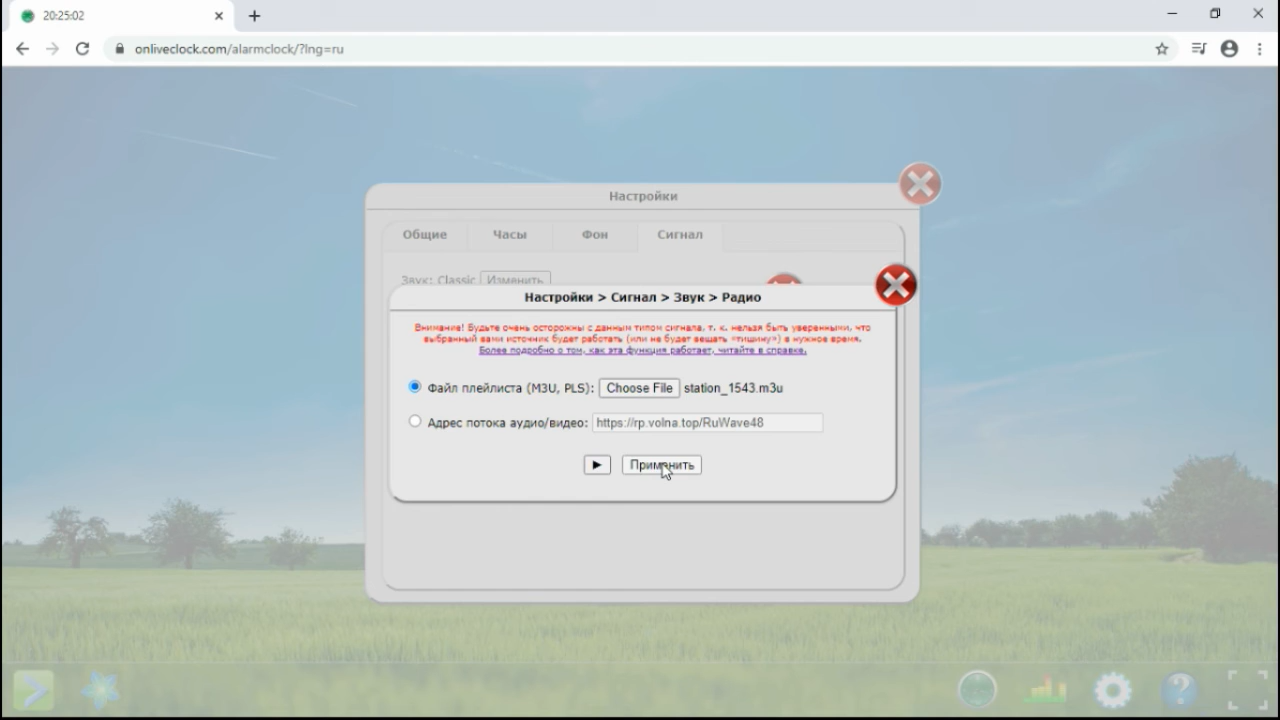 20:25:02
onliveclock.com/alarmclock/?lng=ru
Настройки
Общие Часы Фон Сигнал
Звук: Classic Изменить
Настройки > Сигнал > Звук > Радио
Внимание! Будьте очень осторожны с данным типом сигнала, т. к. нельзя быть уверенными, что
выбранный вами источник будет работать (или не будет вещать «тишину») в нужное время.
Более подробно о том, как эта функция работает, читайте в справке.
Файл плейлиста (M3U, PLS): Choose File station_1543.m3u
Адрес потока аудио/видео: https://rp.volna.top/RuWave48
Применить